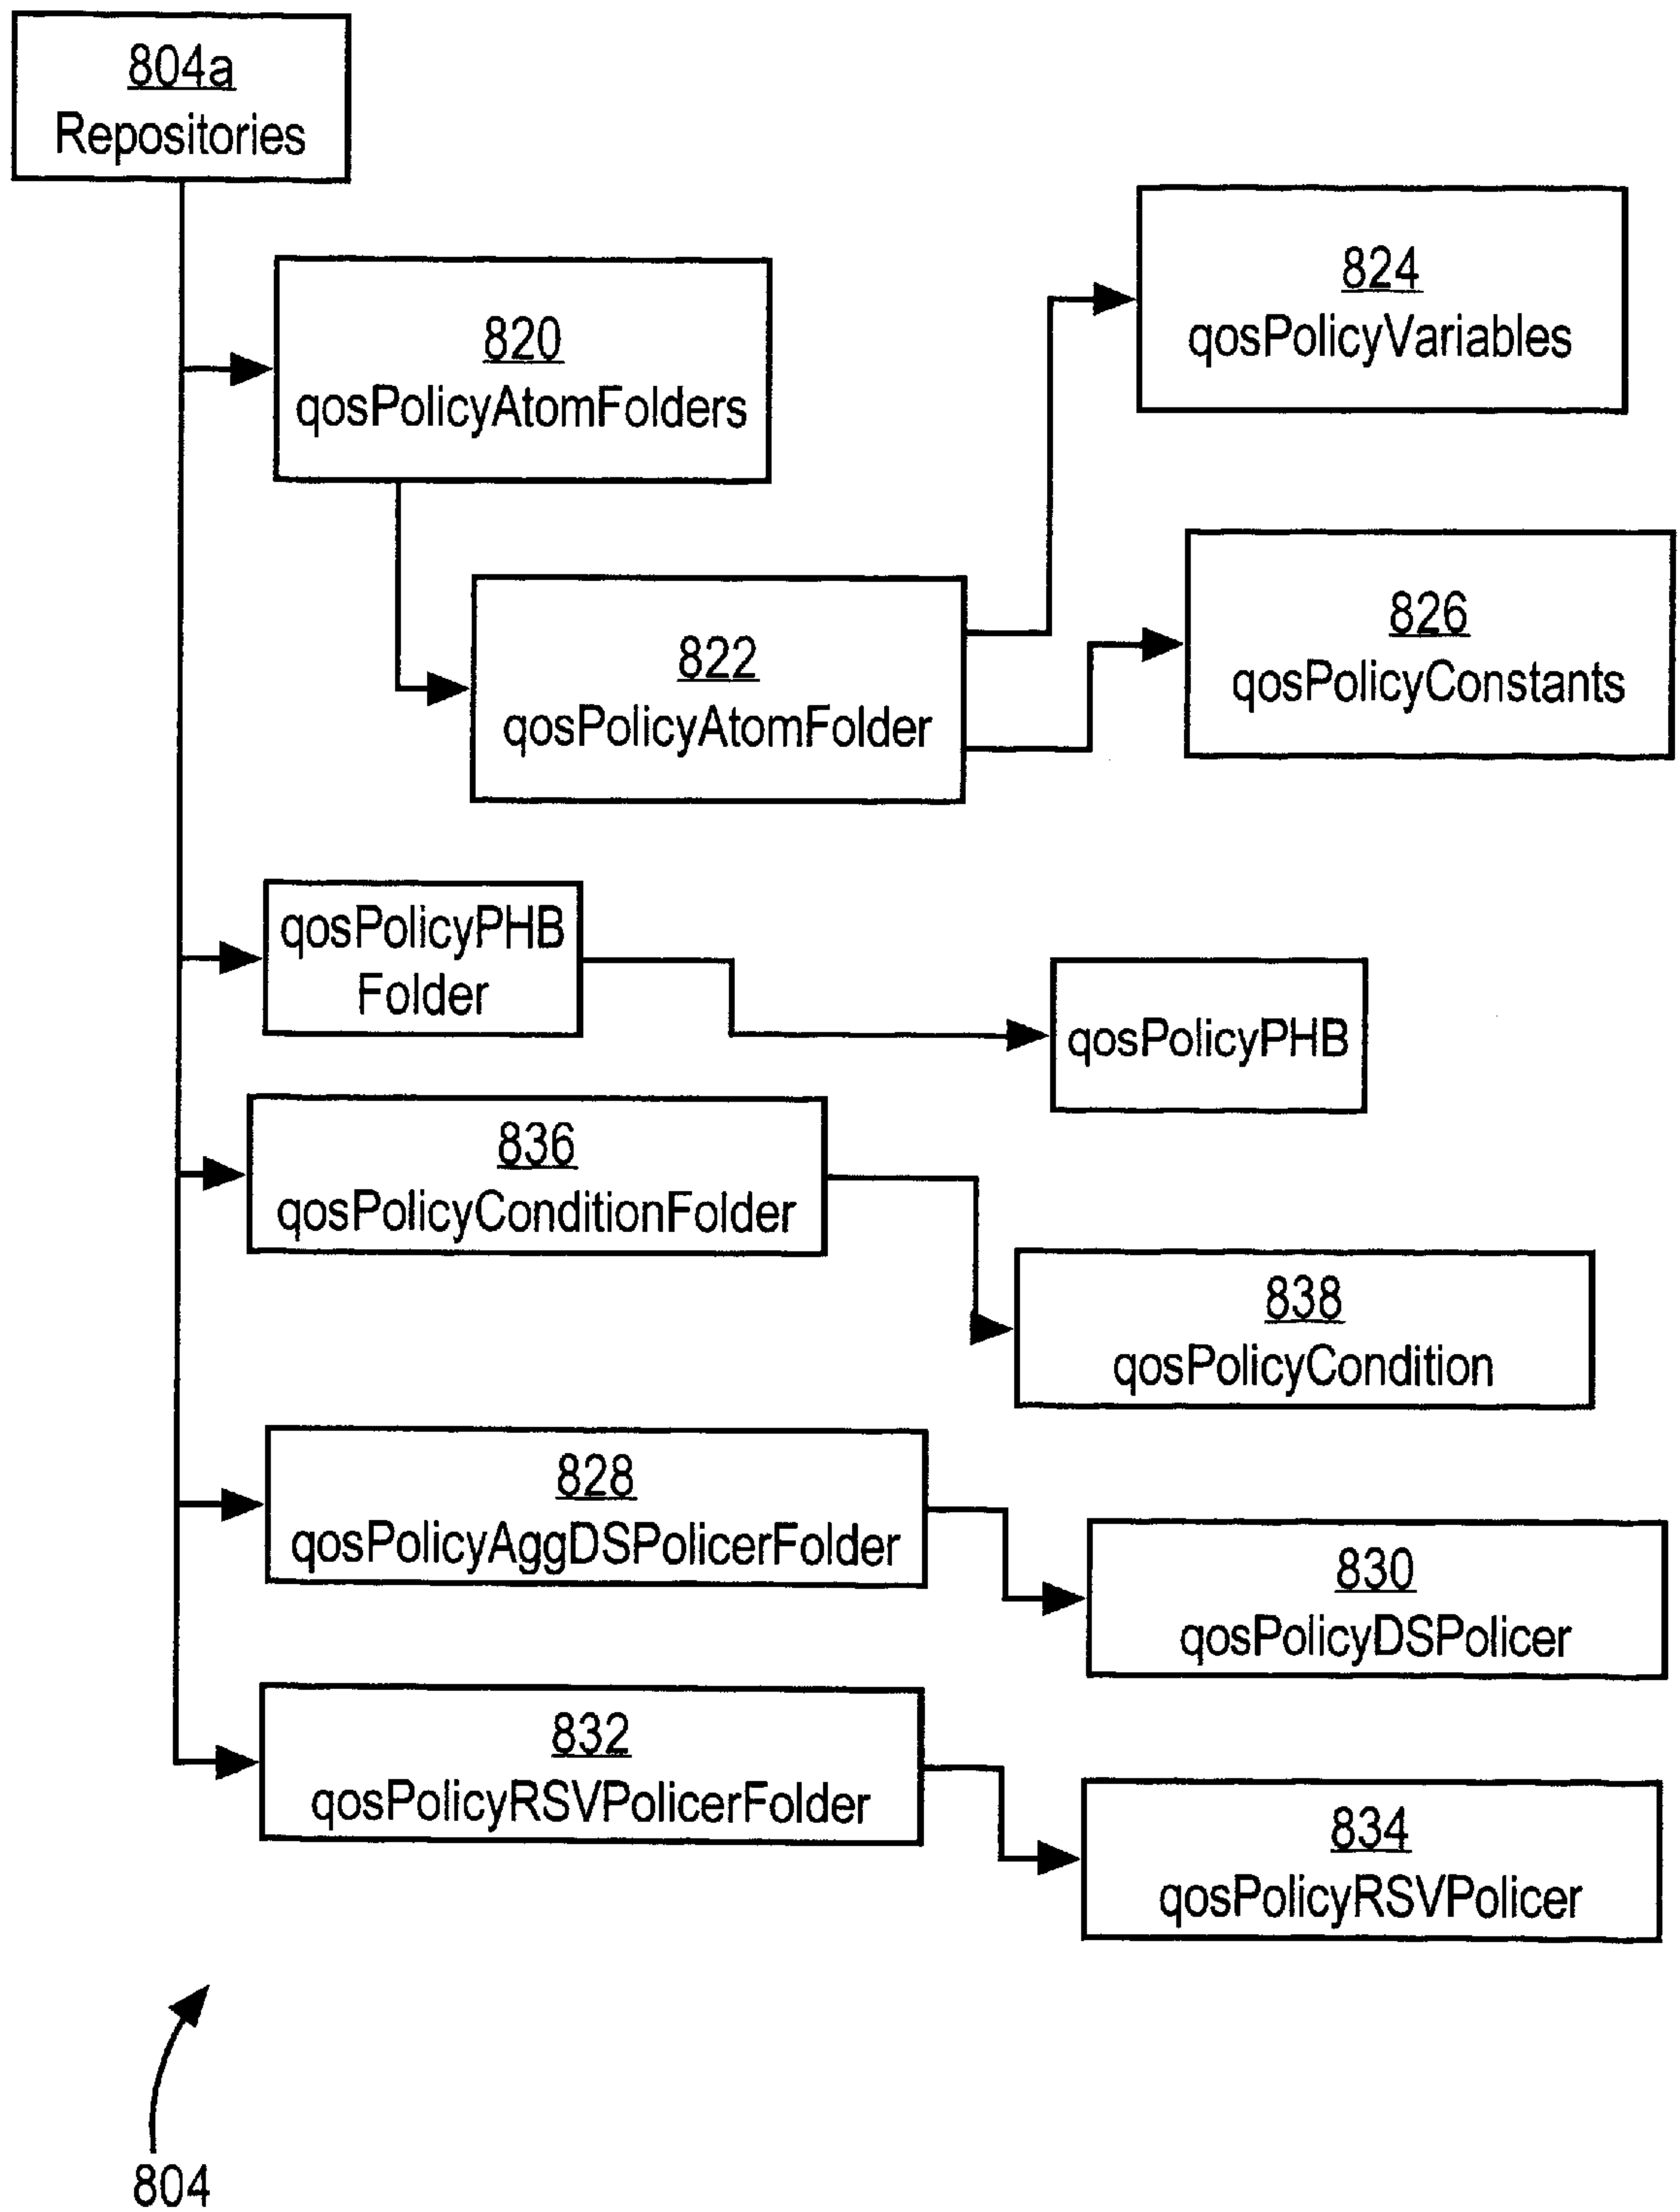 804a
Repositories
820
qosPolicyAtomFolders
824
qosPolicyVariables
822
qosPolicyAtomFolder
826
qosPolicyConstants
qosPolicyPHB
Folder
qosPolicyPHB
836
qosPolicyConditionFolder
838
qosPolicyCondition
828
qosPolicyAggDSPolicerFolder
830
qosPolicyDSPolicer
832
qosPolicyRSVPolicerFolder
834
qosPolicyRSVPolicer
804